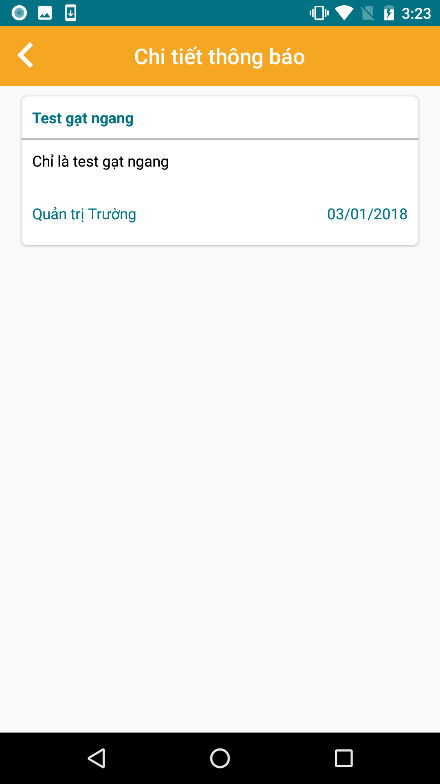 3:23
Chi tiết thông báo
Test gạt ngang
Chỉ là test gạt ngang
Quản trị Trường 03/01/2018